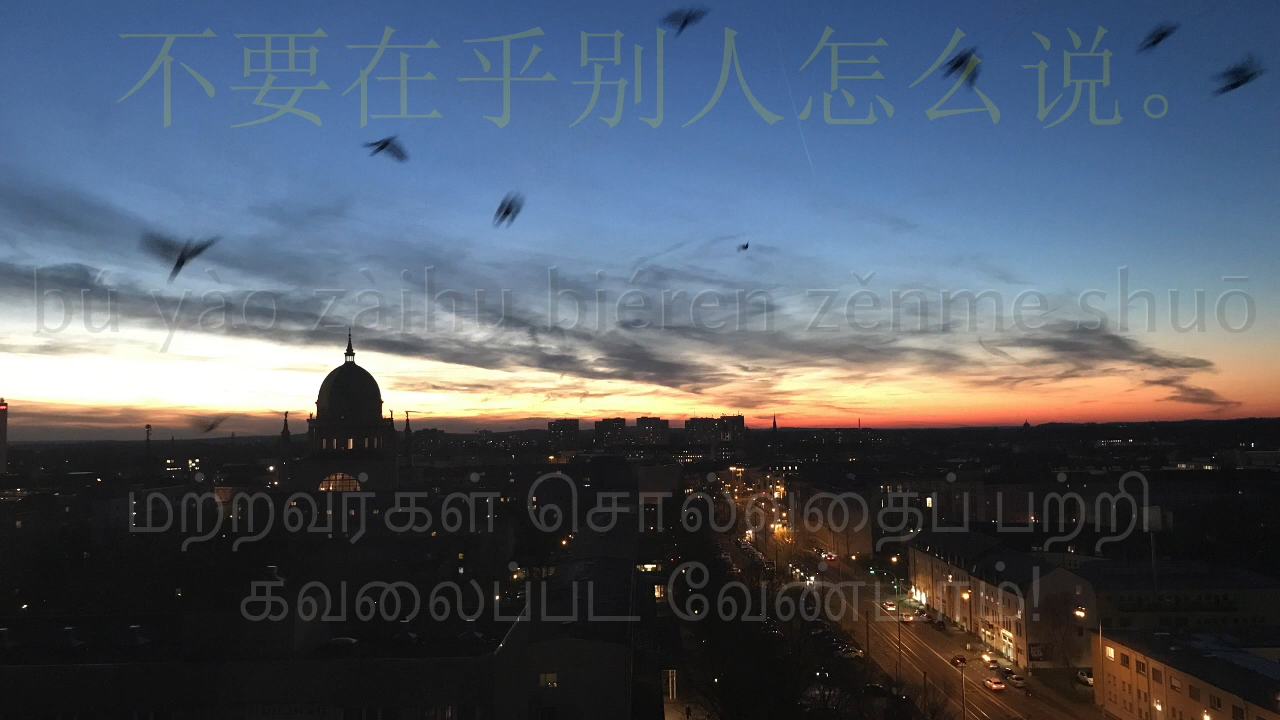 不要在乎别人怎么说。
bú yào zàihu biéren zěnme shuō
மற்றவர்கள் சொல்வதைப் பற்றி
கவலைப்பட வேண்டாம்!